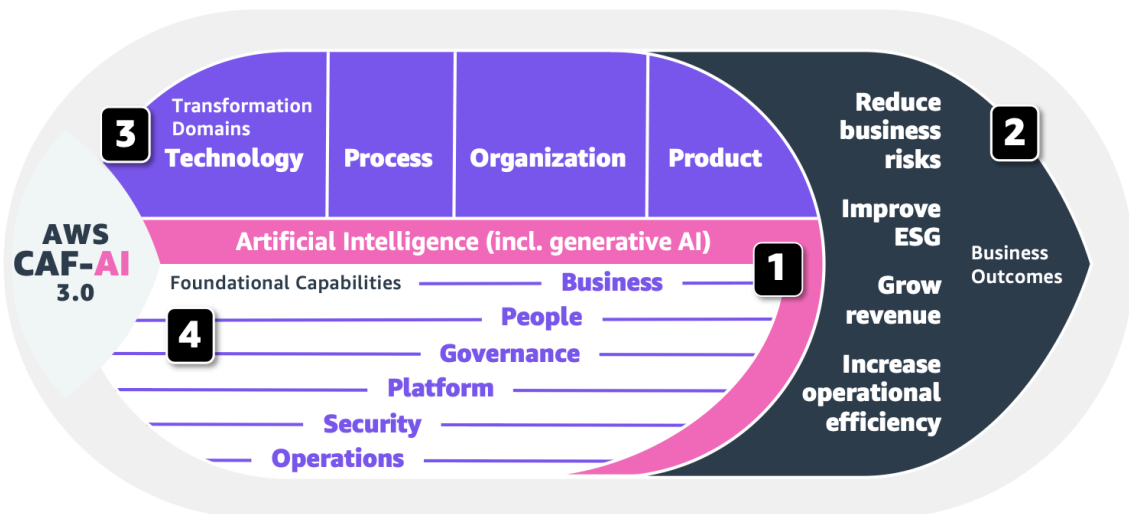 AWS
CAF-AI
3.0
3
Transformation
Domains
Technology
Process
Organization
Product
Artificial Intelligence (incl. generative AI)
1
Foundational Capabilities
Business
People
4
Governance
Platform
Security
Operations
Reduce
business
risks
2
Improve
ESG
Grow
revenue
Increase
operational
efficiency
Business
Outcomes